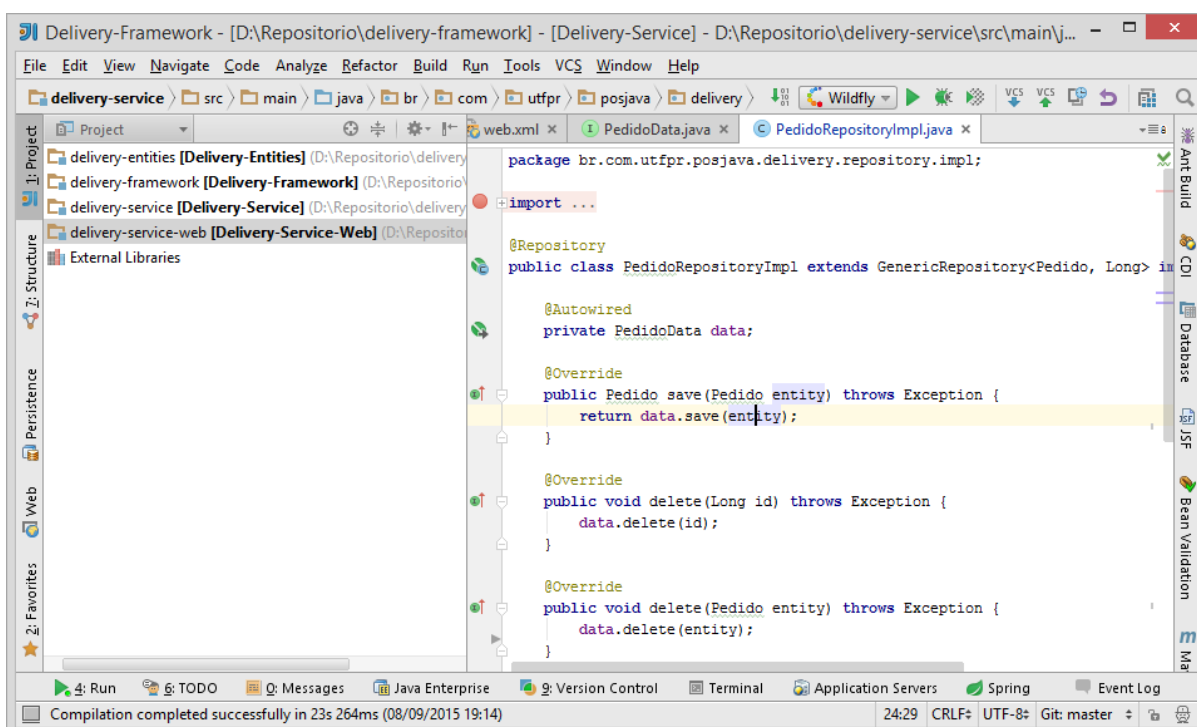 Delivery-Framework - [D:\Repositorio\delivery-framework] - [Delivery-Service] - D:\Repositorio\delivery-service\src\main\j...
File Edit View Navigate Code Analyze Refactor Build Run Tools VCS Window Help
delivery-service src main java br com utfpr posjava delivery Wildfly VCS VCS
1: Project
Project
web.xml PedidoData.java PedidoRepositoryImpl.java
delivery-entities [Delivery-Entities] (D:\Repositorio\delivery
delivery-framework [Delivery-Framework] (D:\Repositorio\
delivery-service [Delivery-Service] (D:\Repositorio\delivery
delivery-service-web [Delivery-Service-Web] (D:\Reposito
External Libraries
7: Structure
Persistence
Web
2: Favorites
package br.com.utfpr.posjava.delivery.repository.impl;
import ...
@Repository
public class PedidoRepositoryImpl extends GenericRepository<Pedido, Long> im
@Autowired
private PedidoData data;
@Override
public Pedido save(Pedido entity) throws Exception {
return data.save(entity);
}
@Override
public void delete(Long id) throws Exception {
data.delete(id);
}
@Override
public void delete(Pedido entity) throws Exception {
data.delete(entity);
}
Ant Build
CDI
Database
JSF
Bean Validation
m Ma
4: Run 6: TODO 0: Messages Java Enterprise 9: Version Control Terminal Application Servers Spring Event Log
Compilation completed successfully in 23s 264ms (08/09/2015 19:14) 24:29 CRLF UTF-8 Git: master